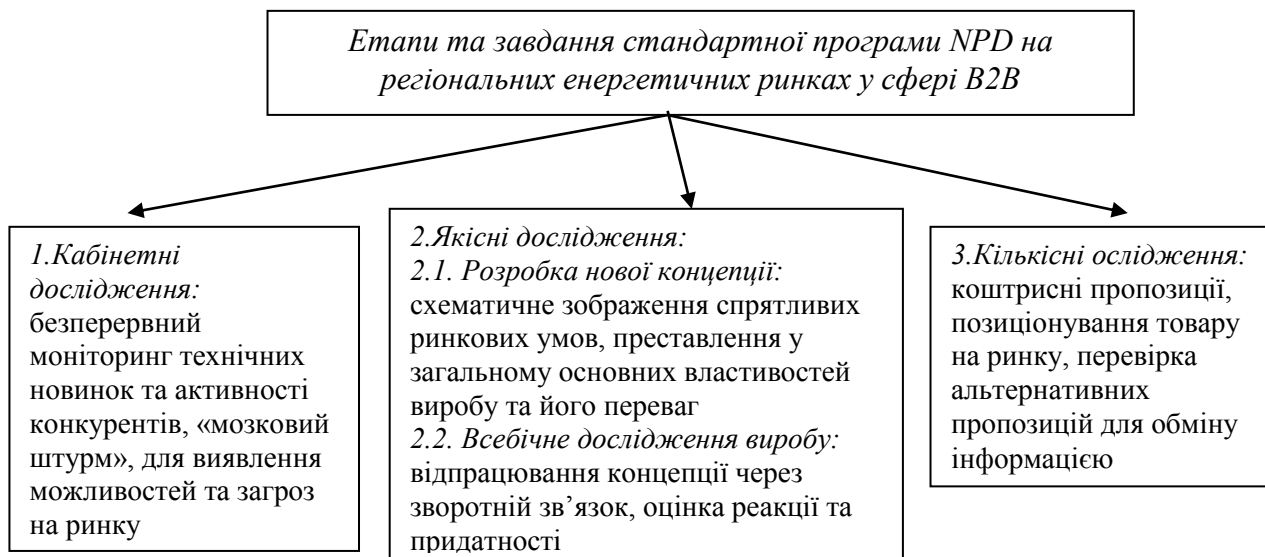 Етапи та завдання стандартної програми NPD на
регіональних енергетичних ринках у сфері B2B
1.Кабінетні
дослідження:
безперервний
моніторинг технічних
новинок та активності
конкурентів, «мозковий
штурм», для виявлення
можливостей та загроз
на ринку
2.Якісні дослідження:
2.1. Розробка нової концепції:
схематичне зображення спрятливих
ринкових умов, преставлення у
загальному основних властивостей
виробу та його переваг
2.2. Всебічне дослідження виробу:
відпрацювання концепції через
зворотній зв’язок, оцінка реакції та
придатності
3.Кількісні ослідження:
коштрисні пропозиції,
позиціонування товару
на ринку, перевірка
альтернативних
пропозицій для обміну
інформацією